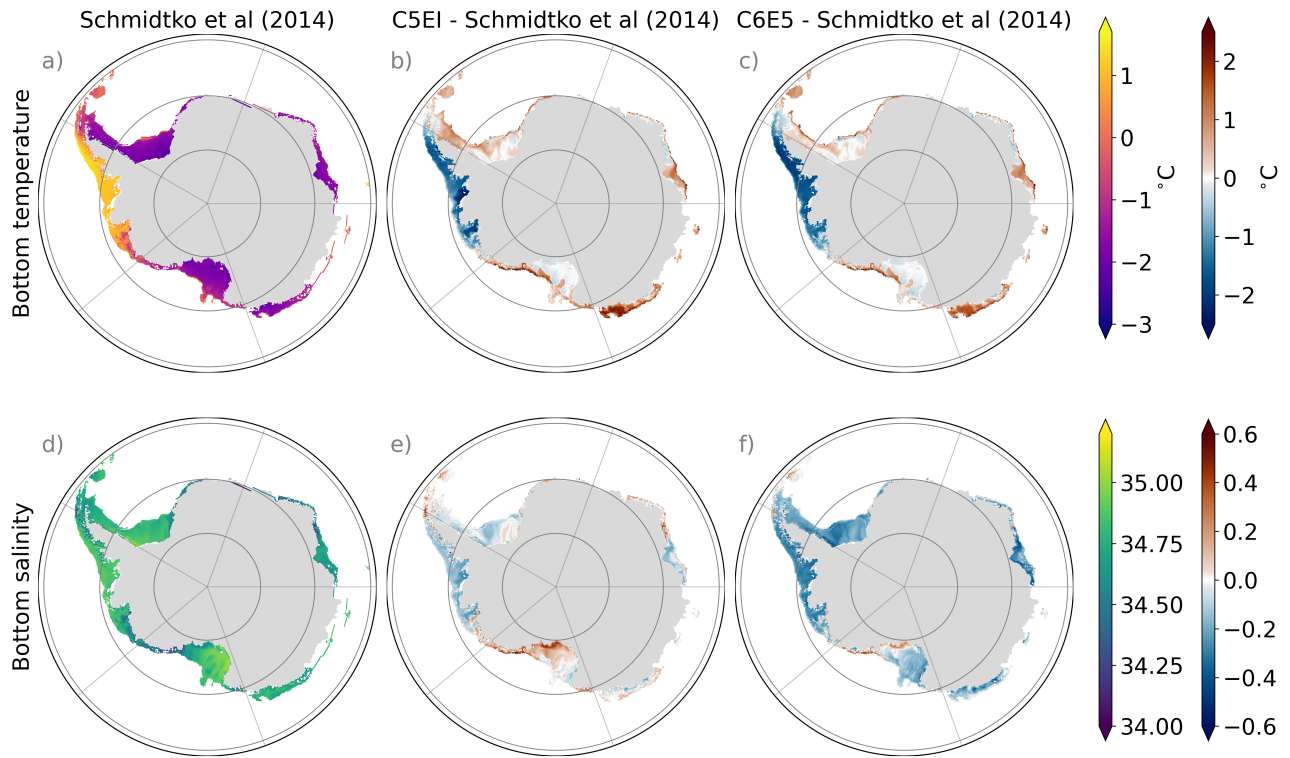 Schmidtko et al (2014)
C5EI - Schmidtko et al (2014)
C6E5 - Schmidtko et al (2014)
a)
b)
c)
Bottom temperature
1
0
−1
−2
−3
°C
2
1
0
−1
−2
°C
d)
e)
f)
Bottom salinity
35.00
34.75
34.50
34.25
34.00
0.6
0.4
0.2
0.0
−0.2
−0.4
−0.6